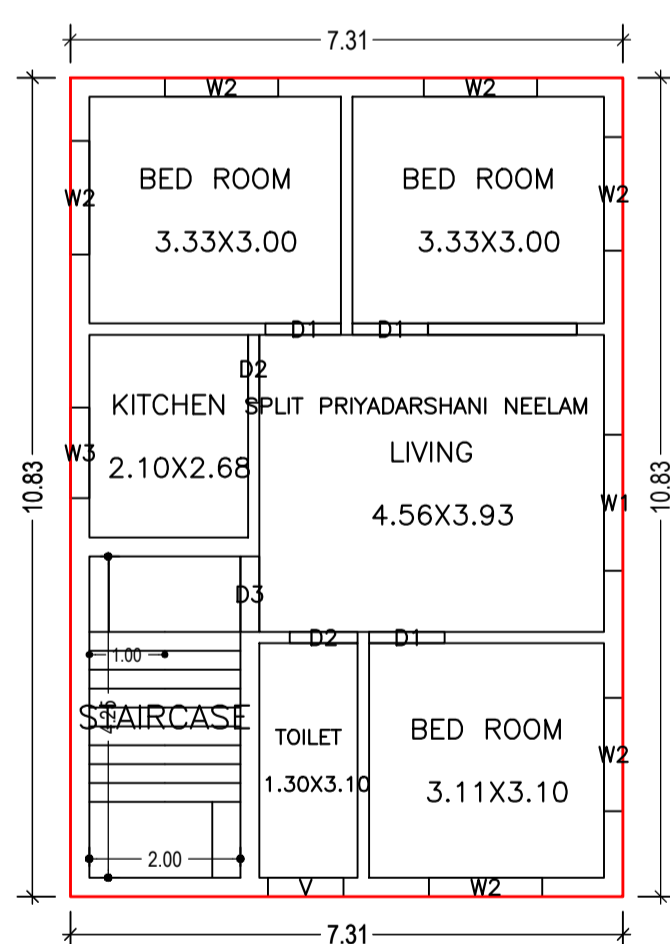 7.31
W2 W2
BED ROOM BED ROOM
W2 W2
3.33X3.00 3.33X3.00
D1 D1
D2
KITCHEN SPLIT PRIYADARSHANI NEELAM
LIVING
W3 2.10X2.68
10.83 10.83
W1
4.56X3.93
D3
D2 D1
1.00
4.25
STAIRCASE
TOILET BED ROOM
W2
1.30X3.10 3.11X3.10
2.00
V W2
7.31